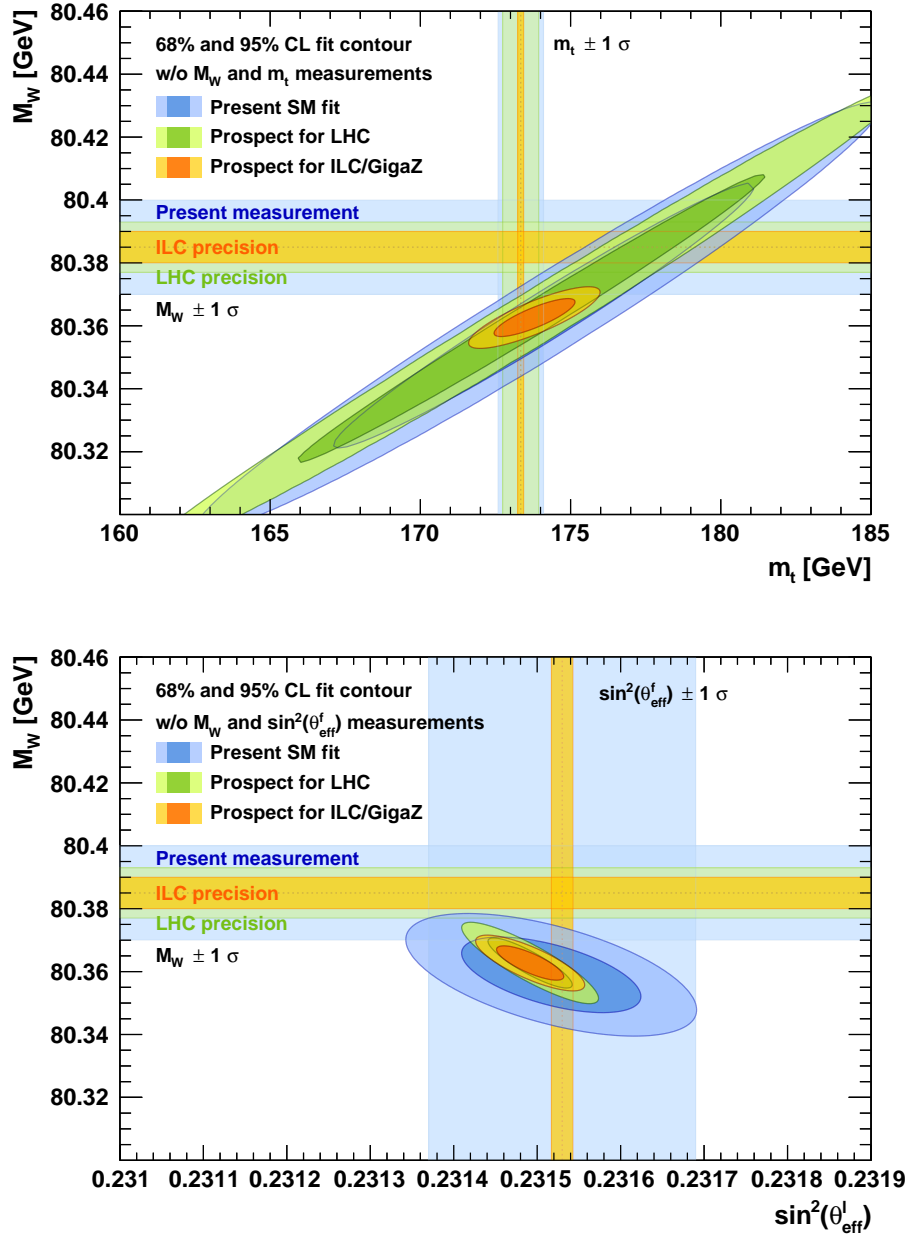 M_W [GeV]
80.46
80.44
80.42
80.4
80.38
80.36
80.34
80.32
68% and 95% CL fit contour
w/o M_W and m_t measurements
Present SM fit
Prospect for LHC
Prospect for ILC/GigaZ
m_t ± 1 σ
Present measurement
ILC precision
LHC precision
M_W ± 1 σ
160 165 170 175 180 185
m_t [GeV]
M_W [GeV]
80.46
80.44
80.42
80.4
80.38
80.36
80.34
80.32
68% and 95% CL fit contour
w/o M_W and sin²(θ^f_eff) measurements
Present SM fit
Prospect for LHC
Prospect for ILC/GigaZ
sin²(θ^f_eff) ± 1 σ
Present measurement
ILC precision
LHC precision
M_W ± 1 σ
0.231 0.2311 0.2312 0.2313 0.2314 0.2315 0.2316 0.2317 0.2318 0.2319
sin²(θ^l_eff)